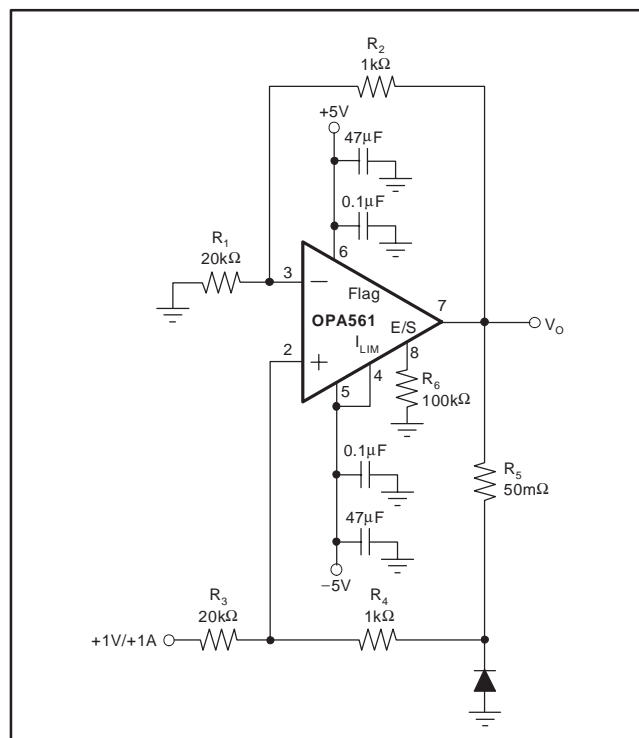 R2
1kΩ
+5V
47μF
0.1μF
R1
20kΩ
6
3
−
Flag
7
OPA561
E/S
VO
2
+
ILIM
8
4
5
R6
100kΩ
0.1μF
R5
50mΩ
47μF
−5V
R3
20kΩ
R4
1kΩ
+1V/+1A